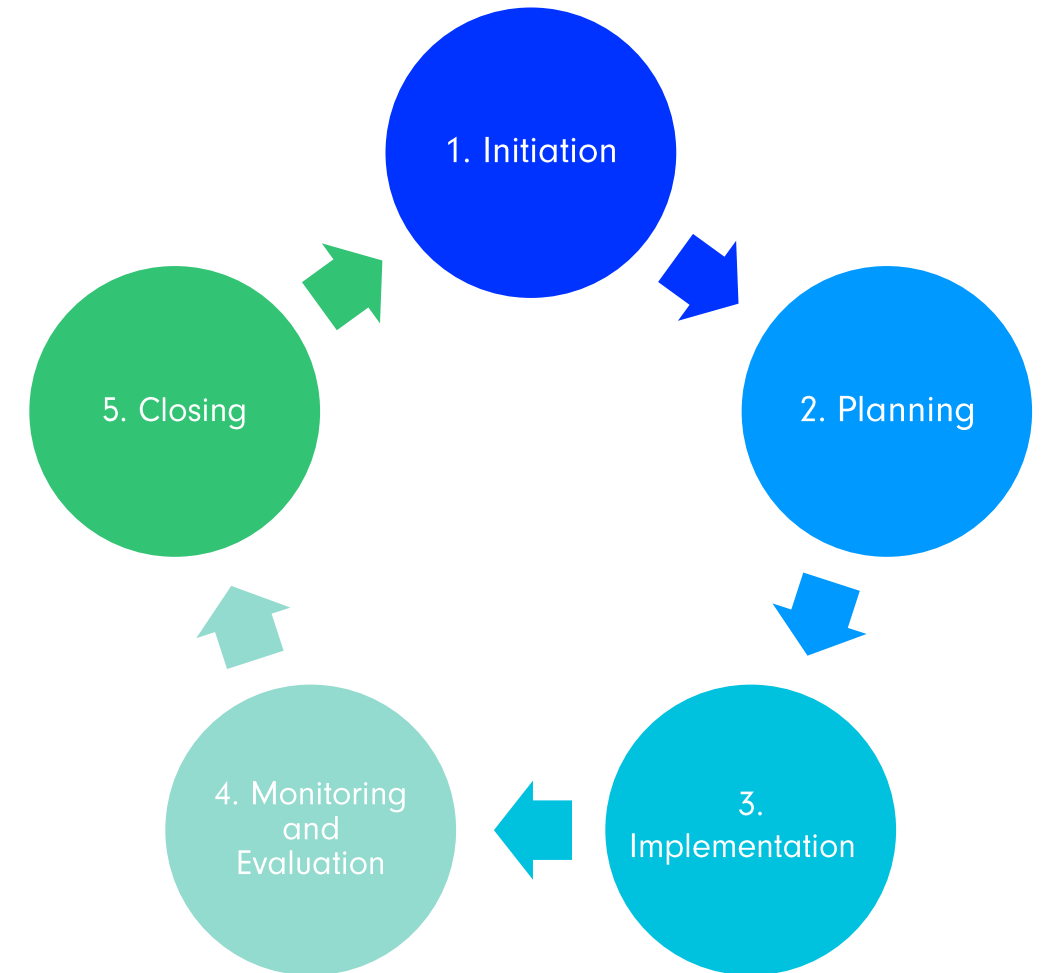 1. Initiation
2. Planning
3.
Implementation
4. Monitoring
and
Evaluation
5. Closing